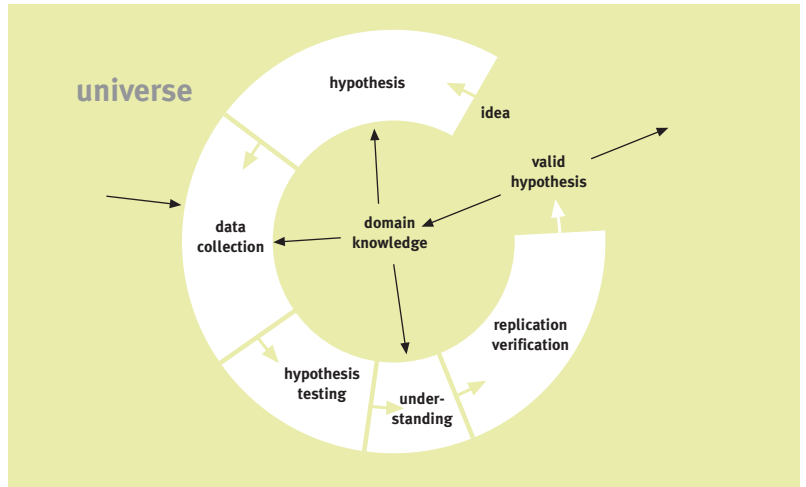 universe
hypothesis
idea
valid
hypothesis
domain
knowledge
data
collection
hypothesis
testing
under-
standing
replication
verification